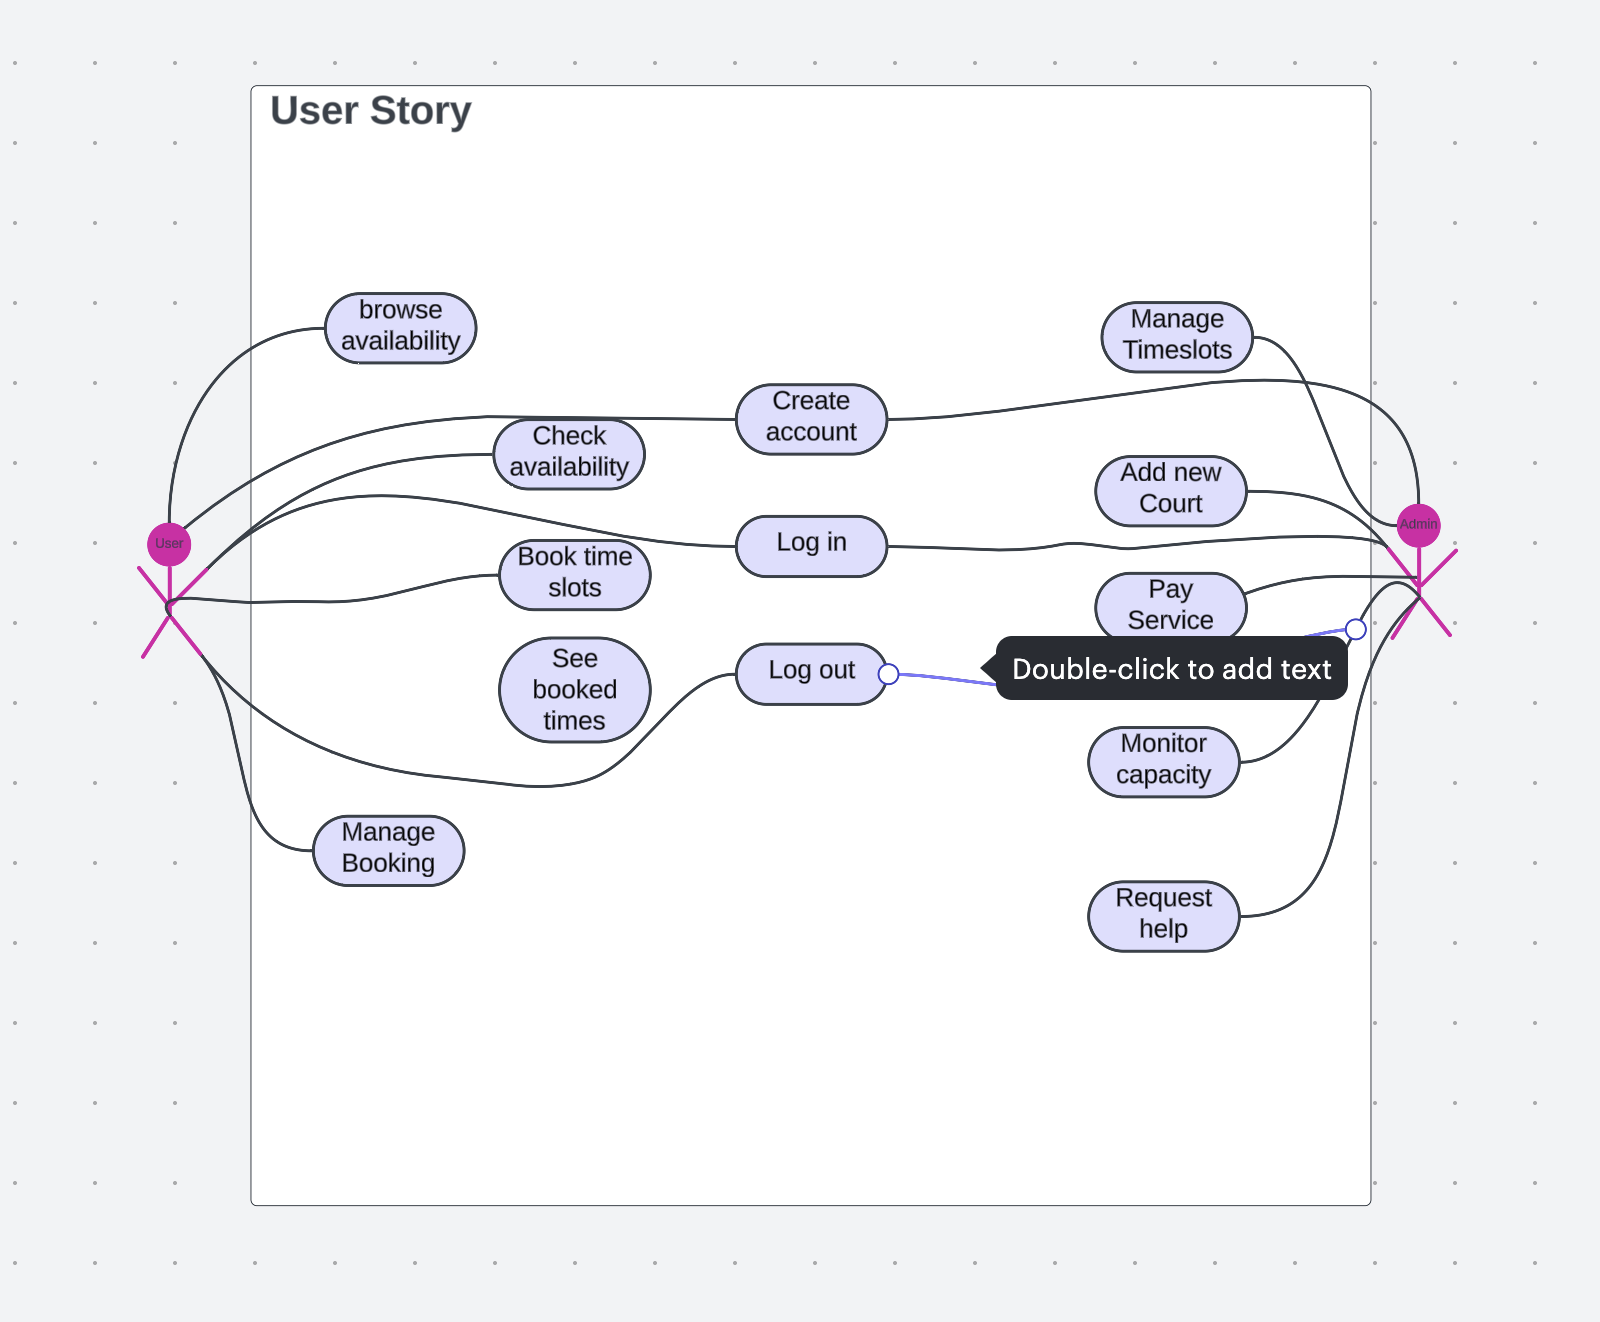 User Story
browse
availability
Manage
Timeslots
Create
account
Check
availability
Add new
Court
User
Admin
Log in
Book time
slots
Pay
Service
See
booked
times
Log out
Double-click to add text
Monitor
capacity
Manage
Booking
Request
help